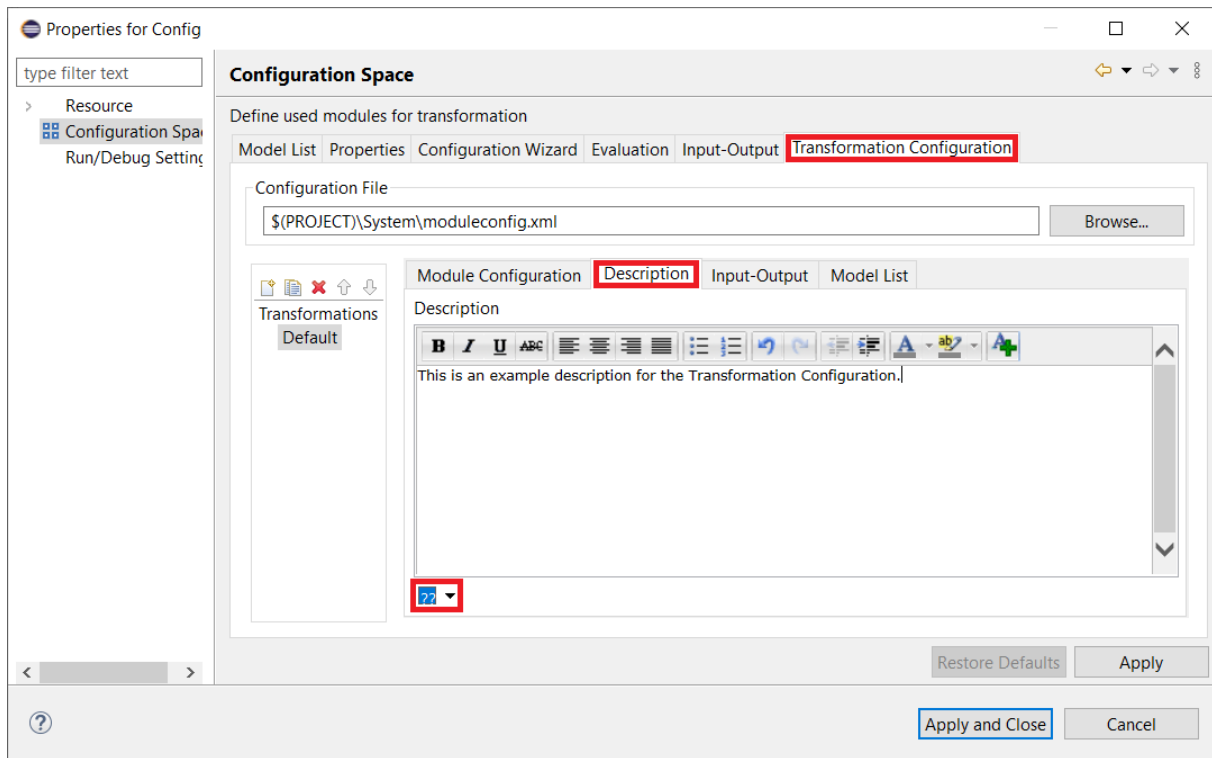 Properties for Config
type filter text
Resource
Configuration Spa
Run/Debug Setting
Configuration Space
Define used modules for transformation
Model List Properties Configuration Wizard Evaluation Input-Output Transformation Configuration
Configuration File
$(PROJECT)\System\moduleconfig.xml
Browse...
Transformations
Default
Module Configuration Description Input-Output Model List
Description
B I U ABC
This is an example description for the Transformation Configuration.
??
Restore Defaults Apply
Apply and Close Cancel